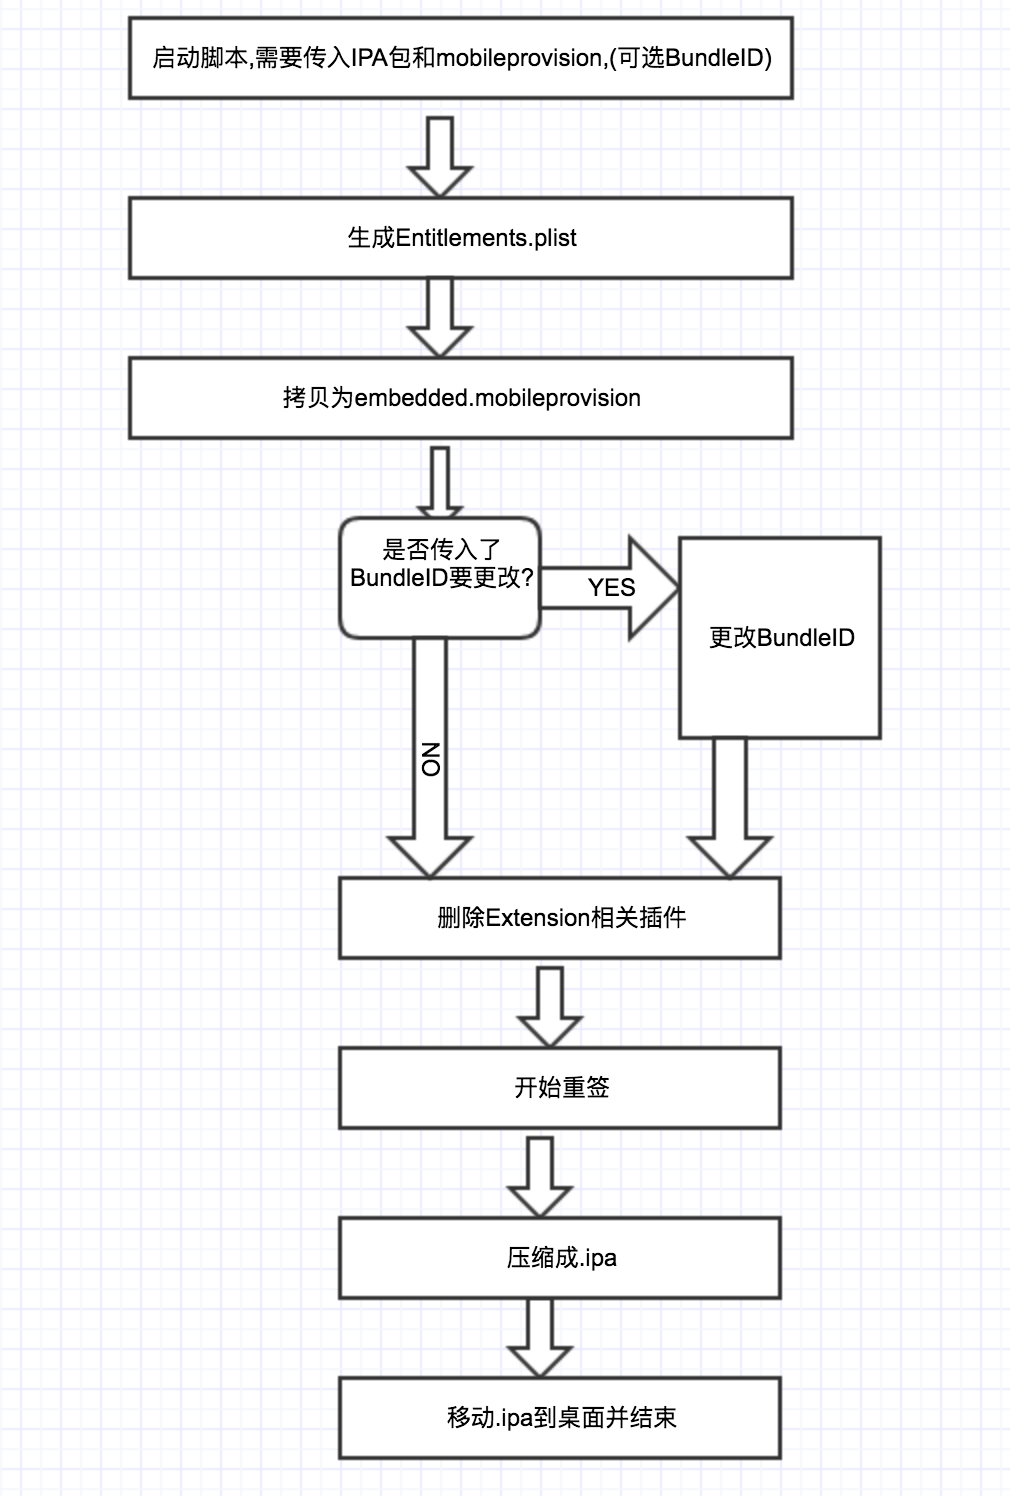 启动脚本,需要传入IPA包和mobileprovision,(可选BundleID)
生成Entitlements.plist
拷贝为embedded.mobileprovision
是否传入了
BundleID要更改?
YES
更改BundleID
NO
删除Extension相关插件
开始重签
压缩成.ipa
移动.ipa到桌面并结束